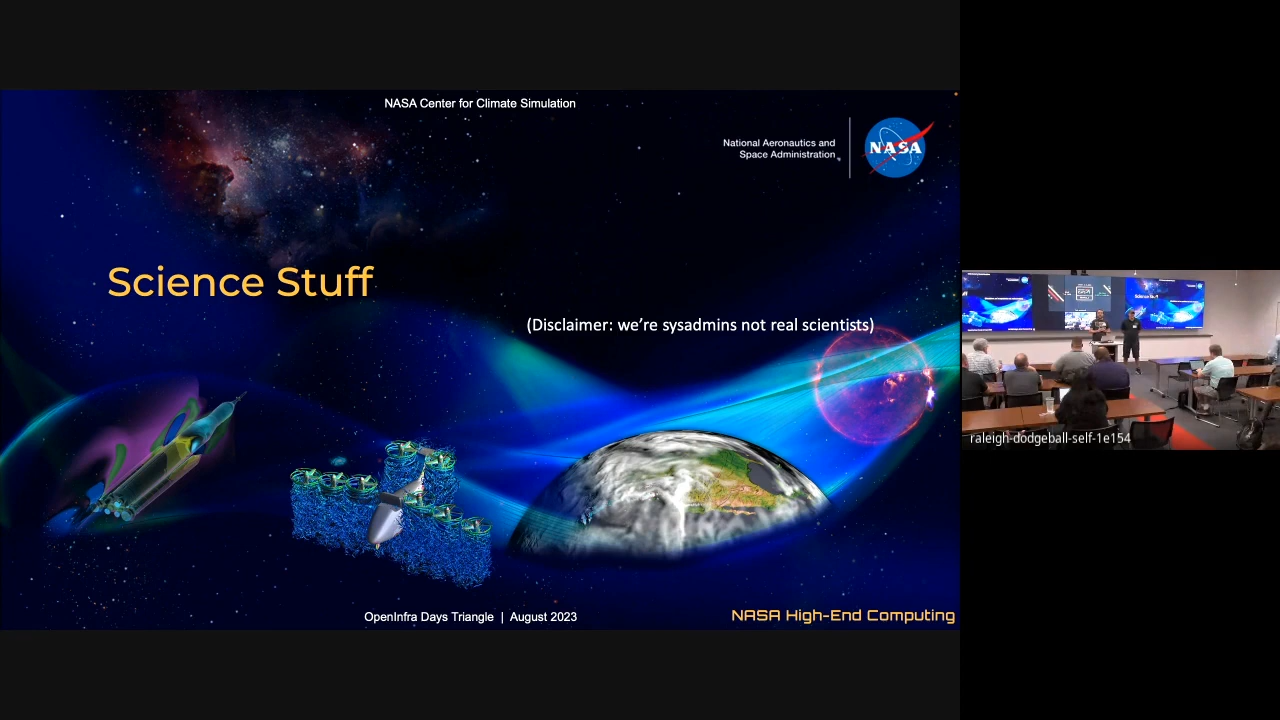 NASA Center for Climate Simulation
National Aeronautics and
Space Administration
NASA
Science Stuff
(Disclaimer: we're sysadmins not real scientists)
OpenInfra Days Triangle | August 2023
NASA High-End Computing
raleigh-dodgeball-self-1e154